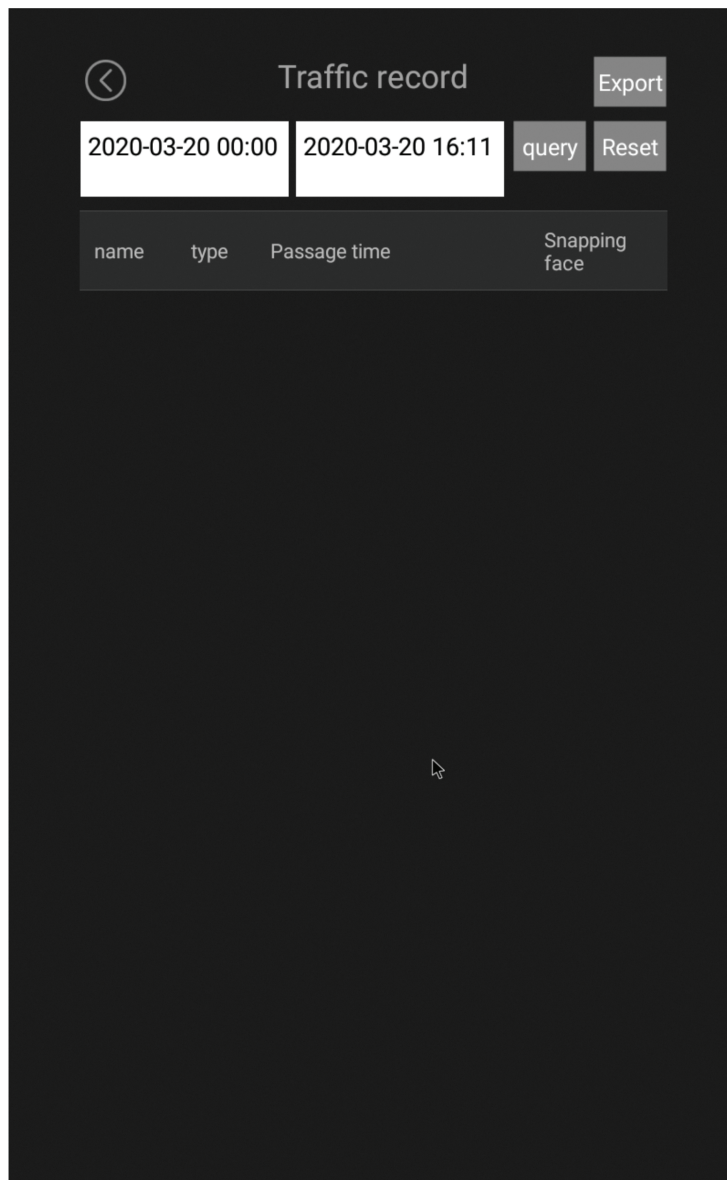 Traffic record
Export
2020-03-20 00:00 2020-03-20 16:11 query Reset
name type Passage time Snapping
face